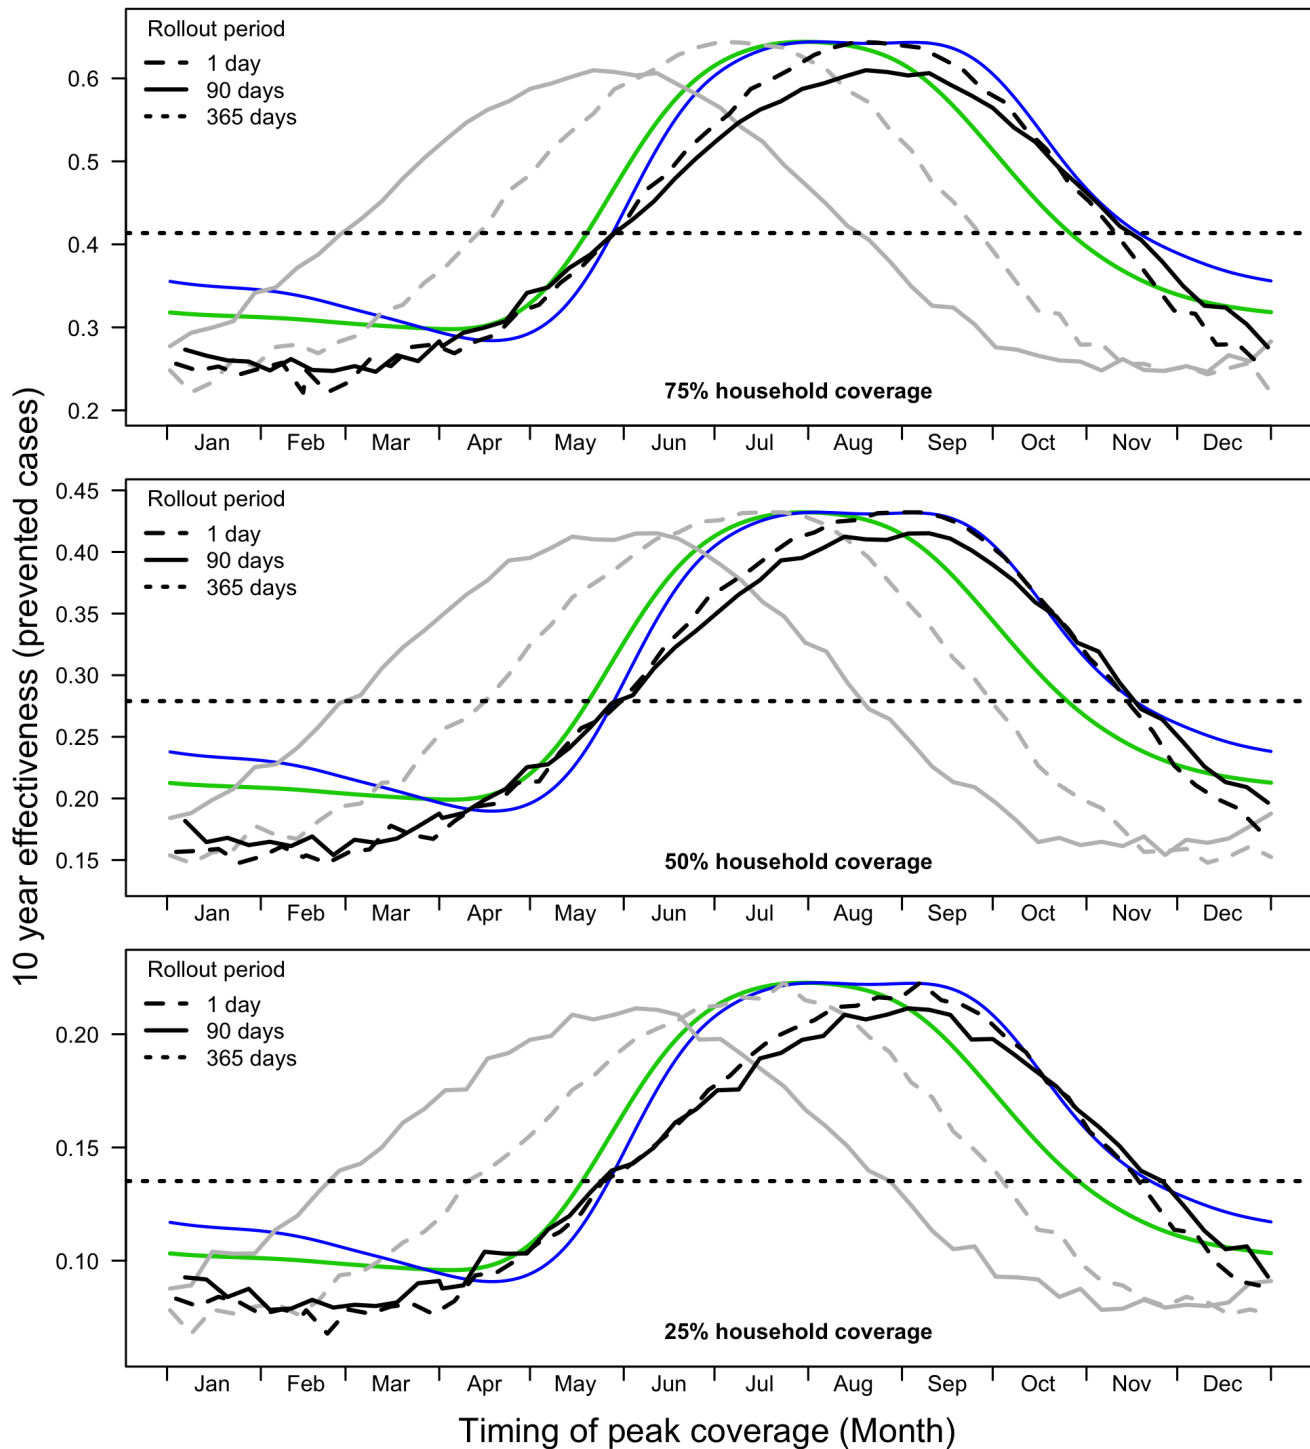 10 year effectiveness (prevented cases)
Rollout period
1 day
90 days
365 days
0.6
0.5
0.4
0.3
0.2
75% household coverage
Jan Feb Mar Apr May Jun Jul Aug Sep Oct Nov Dec
Rollout period
1 day
90 days
365 days
0.45
0.40
0.35
0.30
0.25
0.20
0.15
50% household coverage
Jan Feb Mar Apr May Jun Jul Aug Sep Oct Nov Dec
Rollout period
1 day
90 days
365 days
0.20
0.15
0.10
25% household coverage
Jan Feb Mar Apr May Jun Jul Aug Sep Oct Nov Dec
Timing of peak coverage (Month)